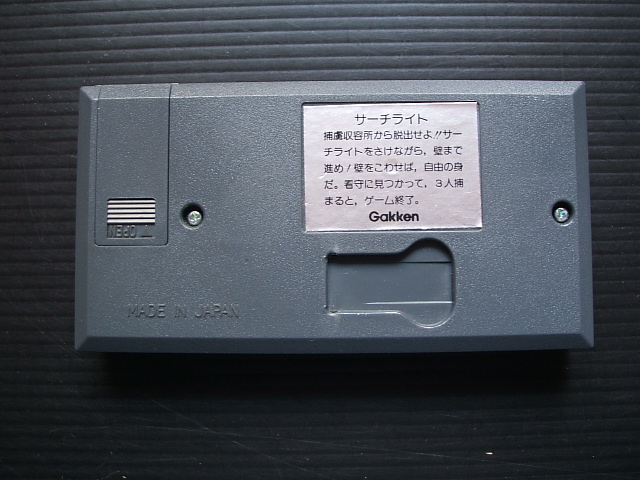 サーチライト
捕虜収容所から脱出せよ!!サー
チライトをさけながら，壁まで
進め！壁をこわせば，自由の身
だ。看守に見つかって，３人捕
まると，ゲーム終了。
Gakken
OPEN
MADE IN JAPAN